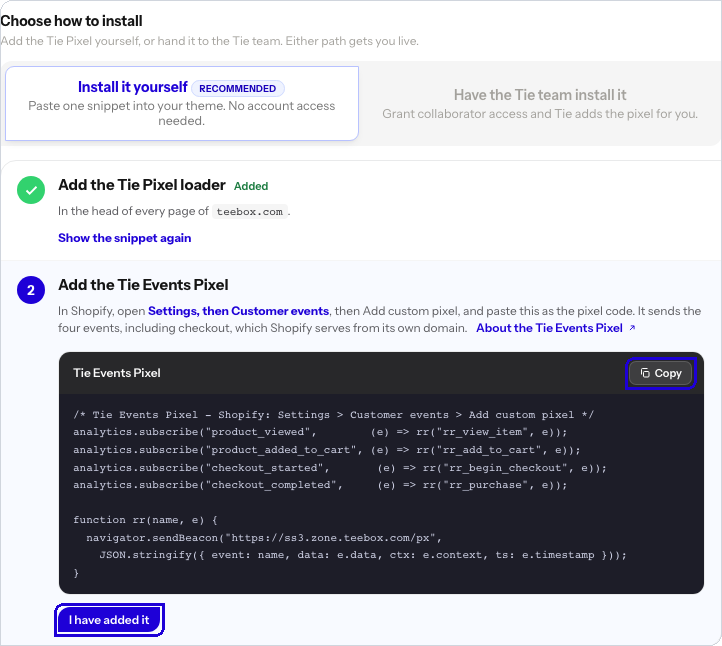 Choose how to install
Add the Tie Pixel yourself, or hand it to the Tie team. Either path gets you live.
Install it yourself RECOMMENDED
Paste one snippet into your theme. No account access
needed.
Have the Tie team install it
Grant collaborator access and Tie adds the pixel for you.
Add the Tie Pixel loader Added
In the head of every page of teebox.com.
Show the snippet again
2 Add the Tie Events Pixel
In Shopify, open Settings, then Customer events, then Add custom pixel, and paste this as the pixel code. It sends the
four events, including checkout, which Shopify serves from its own domain. About the Tie Events Pixel ↗
Tie Events Pixel Copy
/* Tie Events Pixel – Shopify: Settings > Customer events > Add custom pixel */
analytics.subscribe("product_viewed", (e) => rr("rr_view_item", e));
analytics.subscribe("product_added_to_cart", (e) => rr("rr_add_to_cart", e));
analytics.subscribe("checkout_started", (e) => rr("rr_begin_checkout", e));
analytics.subscribe("checkout_completed", (e) => rr("rr_purchase", e));
function rr(name, e) {
navigator.sendBeacon("https://ss3.zone.teebox.com/px",
JSON.stringify({ event: name, data: e.data, ctx: e.context, ts: e.timestamp }));
}
I have added it